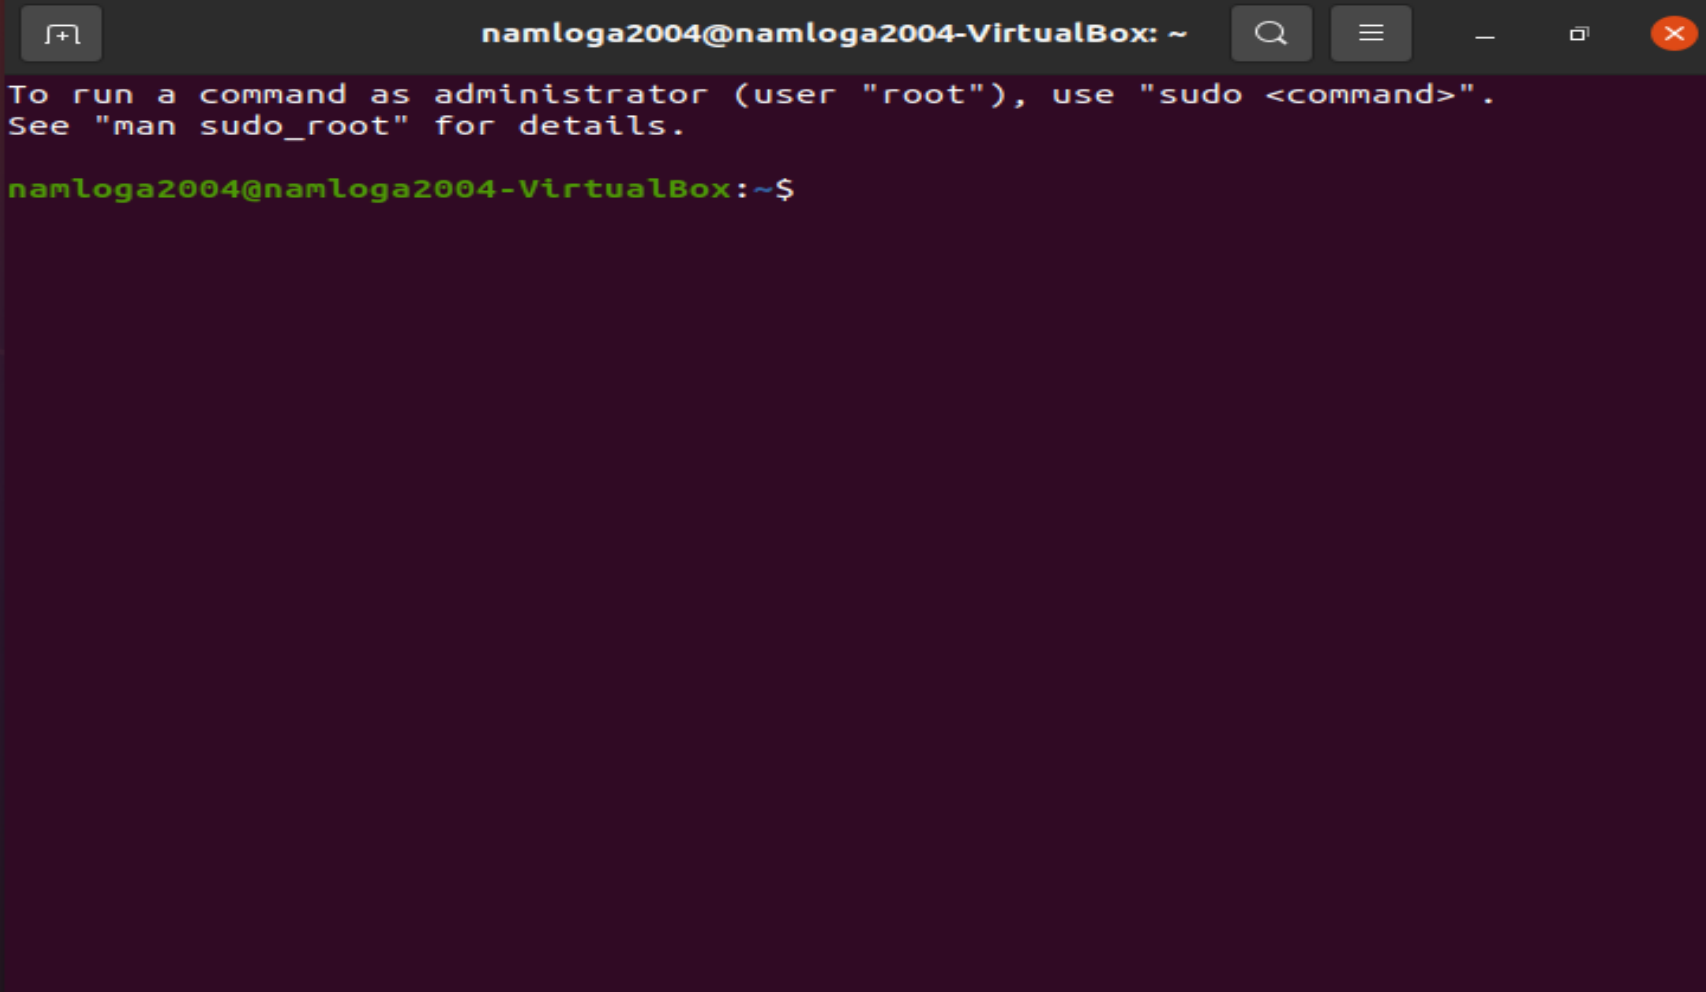 namloga2004@namloga2004-VirtualBox: ~
To run a command as administrator (user "root"), use "sudo <command>".
See "man sudo_root" for details.
namloga2004@namloga2004-VirtualBox:~$